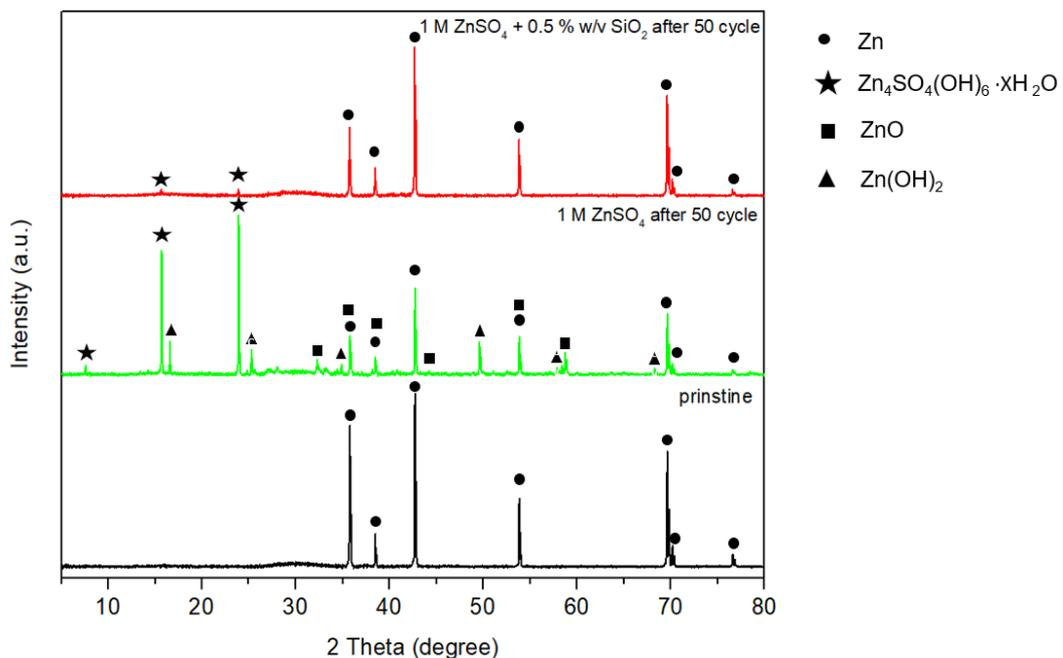 1 M ZnSO₄ + 0.5 % w/v SiO₂ after 50 cycle
1 M ZnSO₄ after 50 cycle
prinstine
Intensity (a.u.)
10 20 30 40 50 60 70 80
2 Theta (degree)
Zn
Zn₄SO₄(OH)₆ ·XH₂O
ZnO
Zn(OH)₂